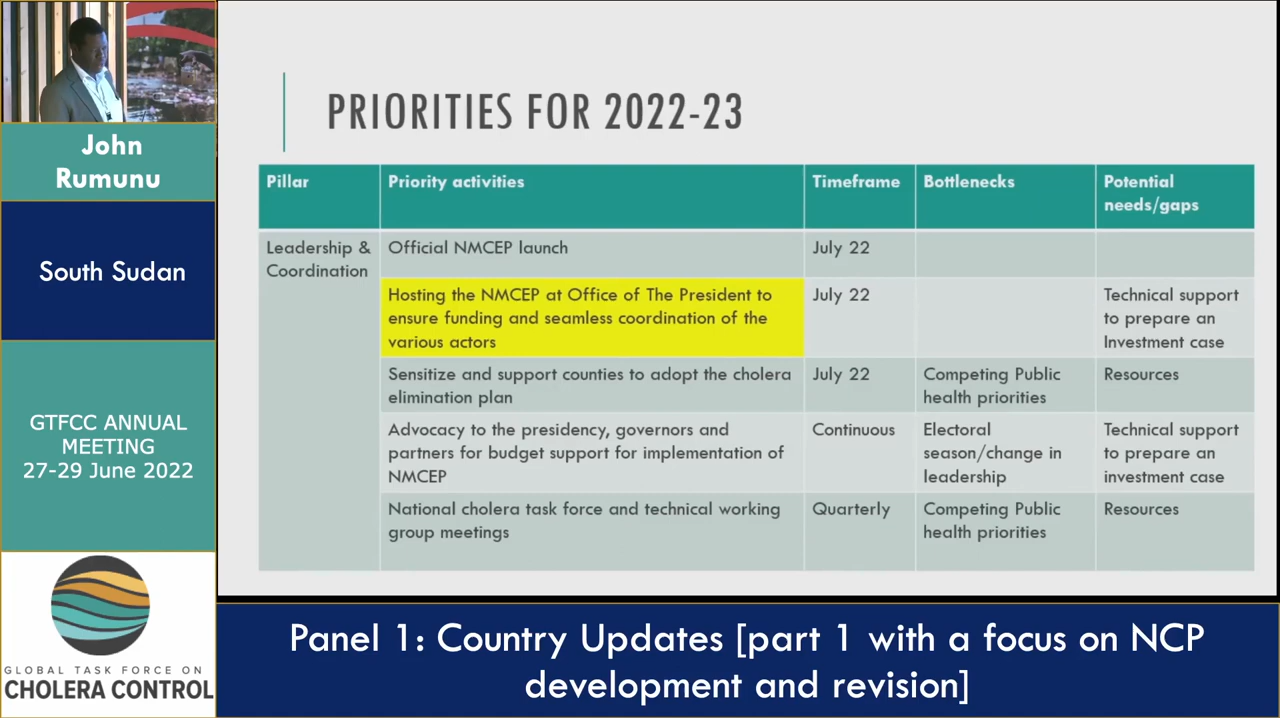 John
Rumunu
South Sudan
GTFCC ANNUAL
MEETING
27-29 June 2022
GLOBAL TASK FORCE ON
CHOLERA CONTROL
PRIORITIES FOR 2022-23
Pillar
Priority activities
Timeframe
Bottlenecks
Potential
needs/gaps
Leadership &
Coordination
Official NMCEP launch
July 22
Hosting the NMCEP at Office of The President to
ensure funding and seamless coordination of the
various actors
July 22
Technical support
to prepare an
Investment case
Sensitize and support counties to adopt the cholera
elimination plan
July 22
Competing Public
health priorities
Resources
Advocacy to the presidency, governors and
partners for budget support for implementation of
NMCEP
Continuous
Electoral
season/change in
leadership
Technical support
to prepare an
investment case
National cholera task force and technical working
group meetings
Quarterly
Competing Public
health priorities
Resources
Panel 1: Country Updates [part 1 with a focus on NCP
development and revision]